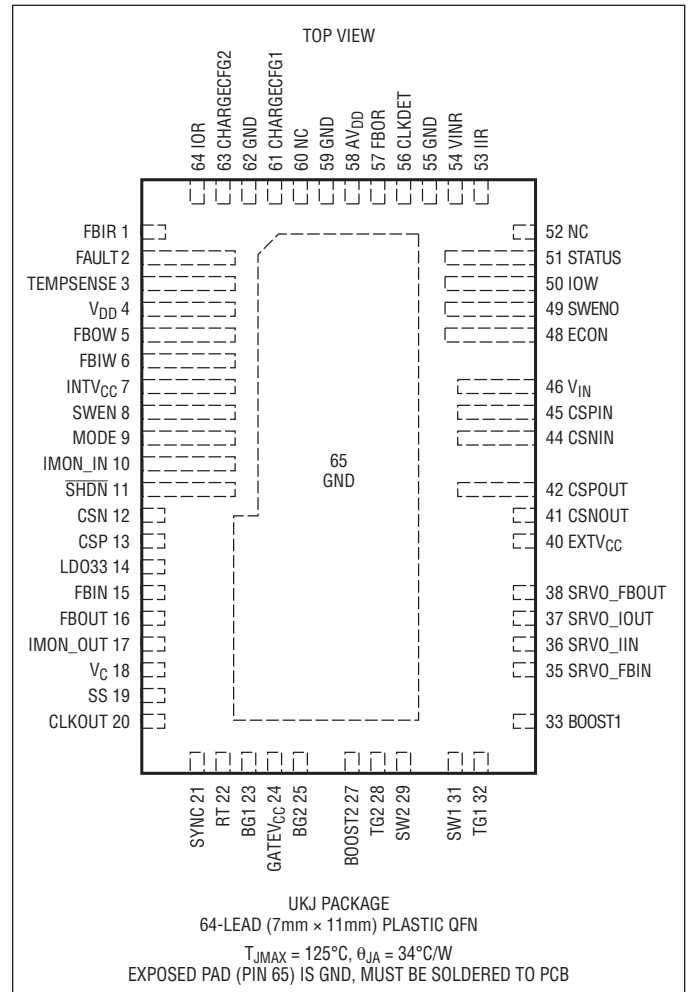 TOP VIEW
64 IOR
63 CHARGECFG2
62 GND
61 CHARGECFG1
60 NC
59 GND
58 AVDD
57 FBOR
56 CLKDET
55 GND
54 VINR
53 IIR
FBIR 1
FAULT 2
TEMPSENSE 3
VDD 4
FBOW 5
FBIW 6
INTVCC 7
SWEN 8
MODE 9
IMON_IN 10
SHDN 11
CSN 12
CSP 13
LDO33 14
FBIN 15
FBOUT 16
IMON_OUT 17
VC 18
SS 19
CLKOUT 20
65
GND
52 NC
51 STATUS
50 IOW
49 SWENO
48 ECON
46 VIN
45 CSPIN
44 CSNIN
42 CSPOUT
41 CSNOUT
40 EXTVCC
38 SRVO_FBOUT
37 SRVO_IOUT
36 SRVO_IIN
35 SRVO_FBIN
33 BOOST1
SYNC 21
RT 22
BG1 23
GATEVCC 24
BG2 25
BOOST2 27
TG2 28
SW2 29
SW1 31
TG1 32
UKJ PACKAGE
64-LEAD (7mm × 11mm) PLASTIC QFN
TJMAX = 125°C, θJA = 34°C/W
EXPOSED PAD (PIN 65) IS GND, MUST BE SOLDERED TO PCB